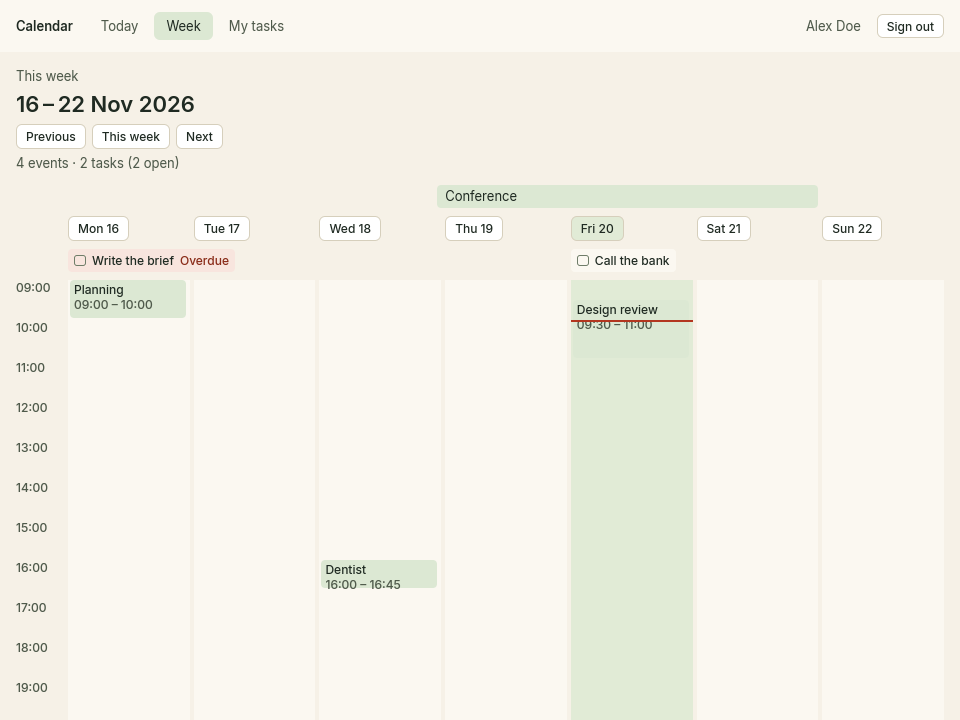 Calendar Today Week My tasks Alex Doe Sign out
This week
16 – 22 Nov 2026
Previous This week Next
4 events · 2 tasks (2 open)
Conference
Mon 16 Tue 17 Wed 18 Thu 19 Fri 20 Sat 21 Sun 22
Write the brief Overdue Call the bank
09:00
Planning
09:00 – 10:00
Design review
09:30 – 11:00
10:00
11:00
12:00
13:00
14:00
15:00
16:00
Dentist
16:00 – 16:45
17:00
18:00
19:00